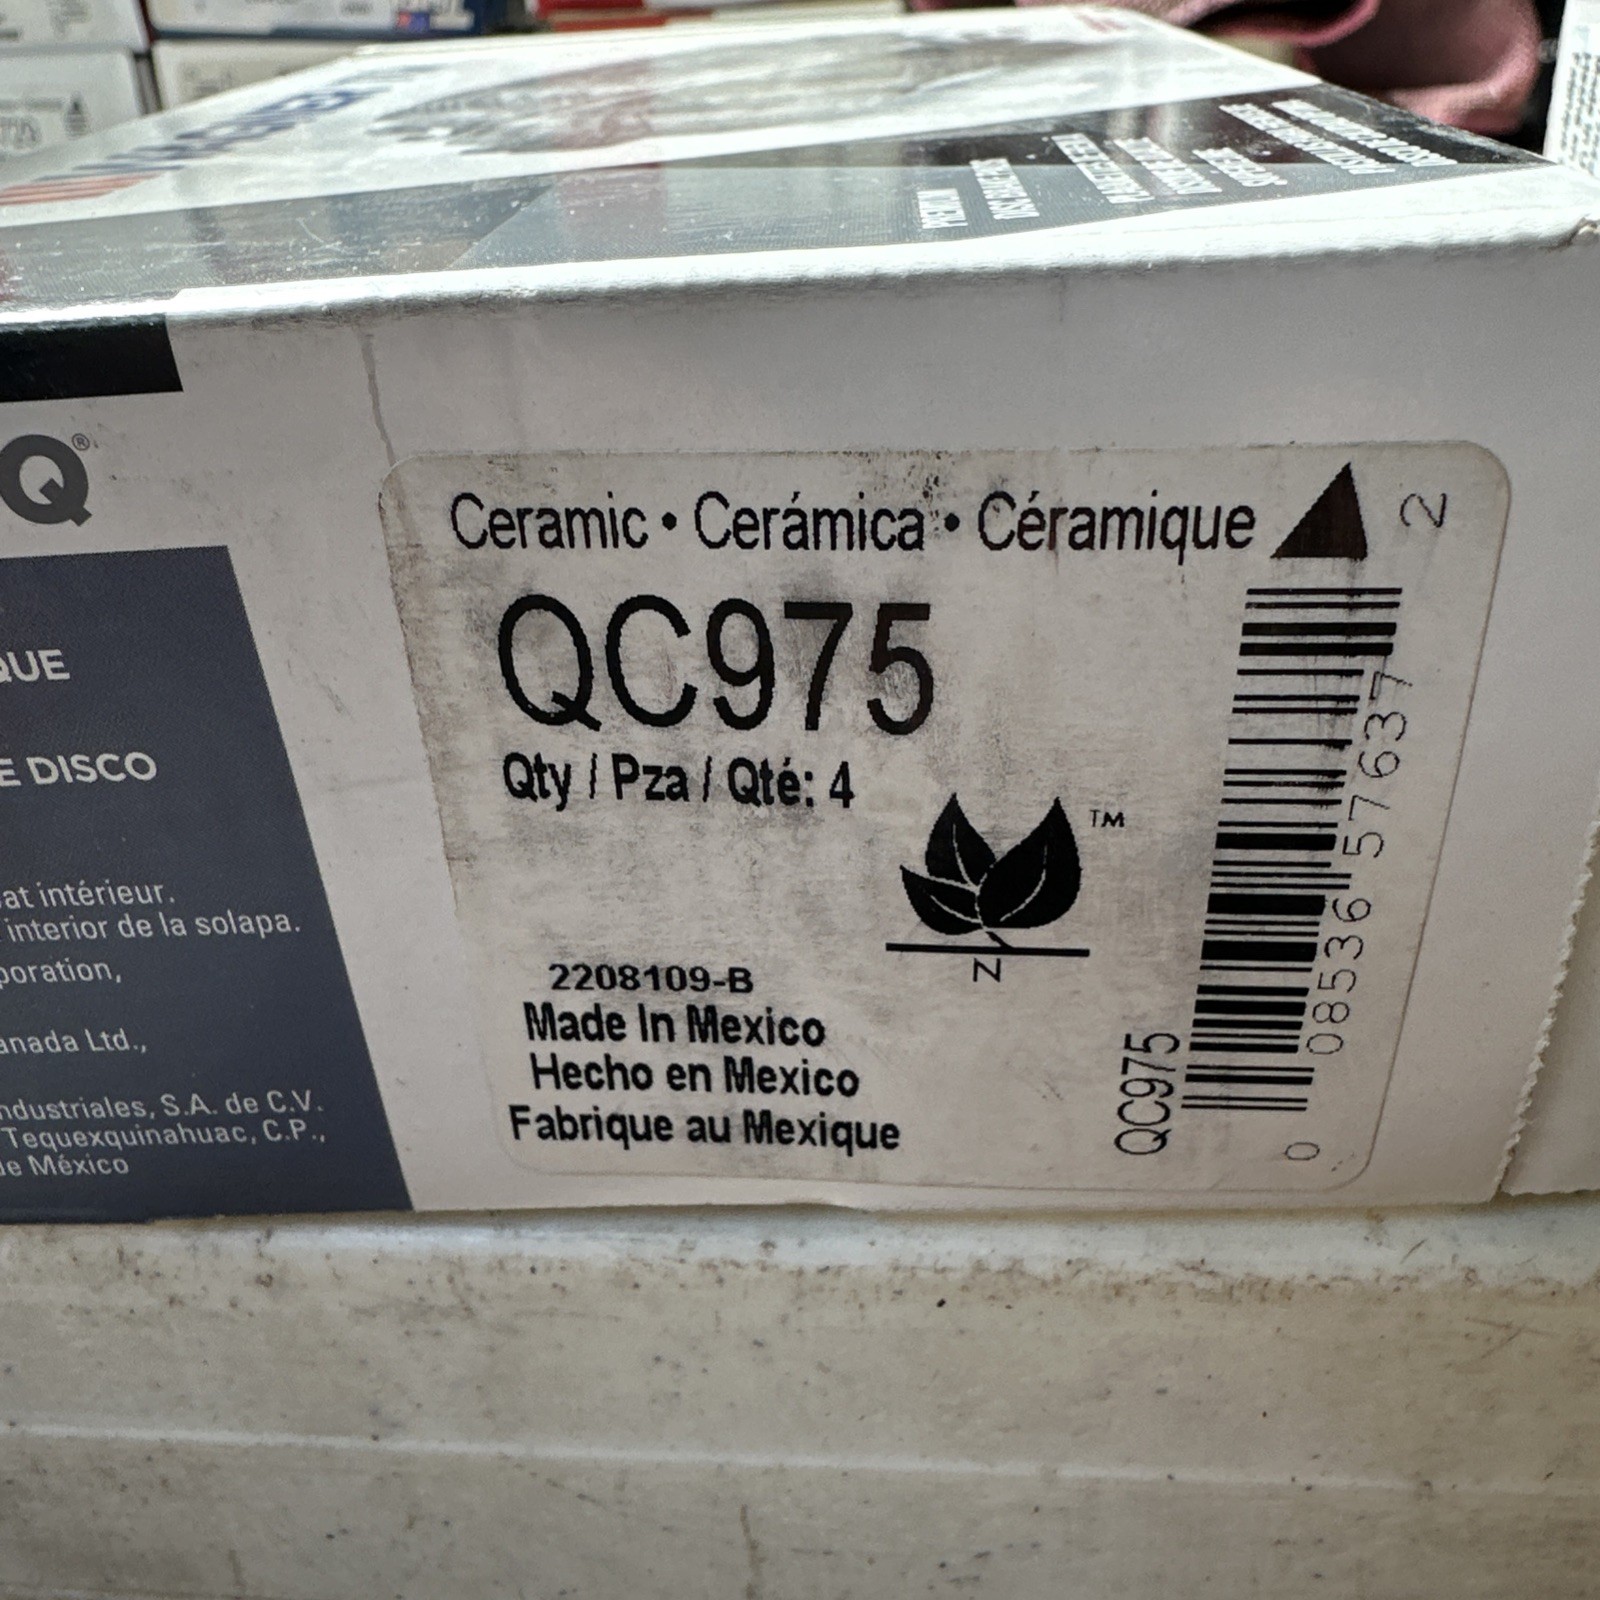 WAGNER
Q®
QUE
E DISCO
at intérieur.
interior de la solapa.
poration,
anada Ltd.,
ndustriales, S.A. de C.V.
Tequexquinahuac, C.P.,
de México
Ceramic • Cerámica • Céramique
QC975
Qty / Pza / Qté: 4
TM
N
2208109-B
Made In Mexico
Hecho en Mexico
Fabrique au Mexique
QC975
0 08536 57637 2